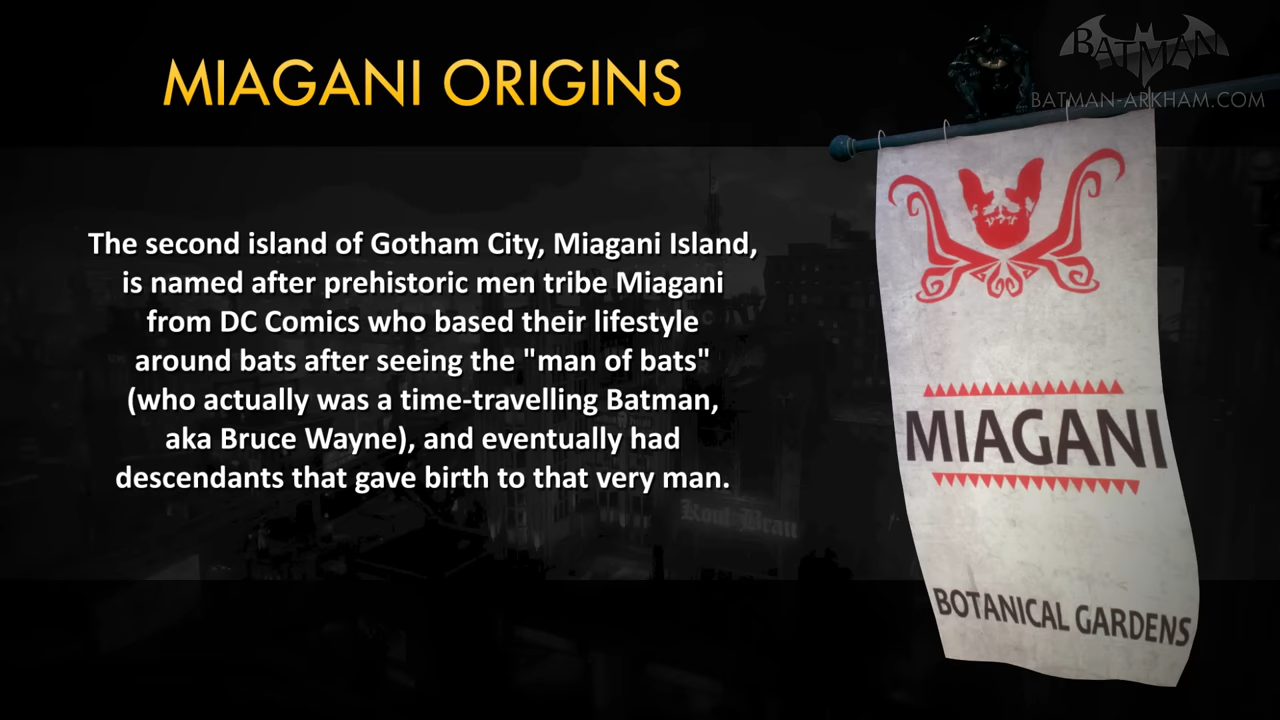 MIAGANI ORIGINS
BATMAN
BATMAN-ARKHAM.COM
The second island of Gotham City, Miagani Island,
is named after prehistoric men tribe Miagani
from DC Comics who based their lifestyle
around bats after seeing the "man of bats"
(who actually was a time-travelling Batman,
aka Bruce Wayne), and eventually had
descendants that gave birth to that very man.
MIAGANI
BOTANICAL GARDENS